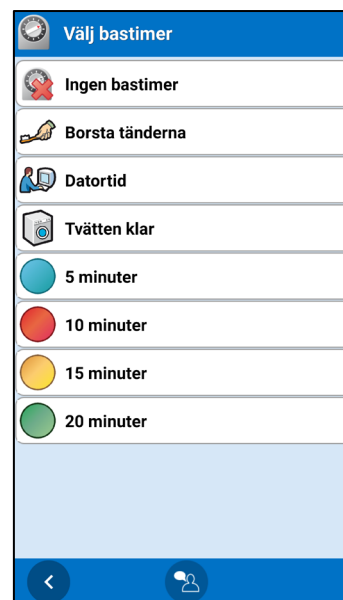 Välj bastimer
Ingen bastimer
Borsta tänderna
Datortid
Tvätten klar
5 minuter
10 minuter
15 minuter
20 minuter